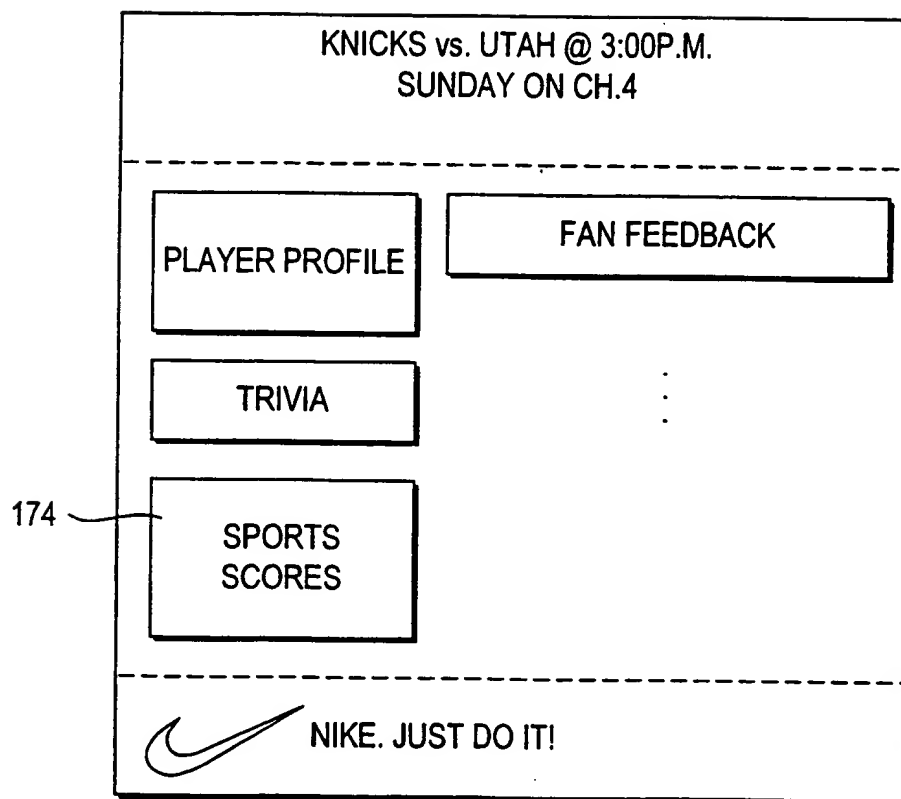 KNICKS vs. UTAH @ 3:00P.M.
SUNDAY ON CH.4
PLAYER PROFILE
FAN FEEDBACK
TRIVIA
174
SPORTS
SCORES
NIKE. JUST DO IT!